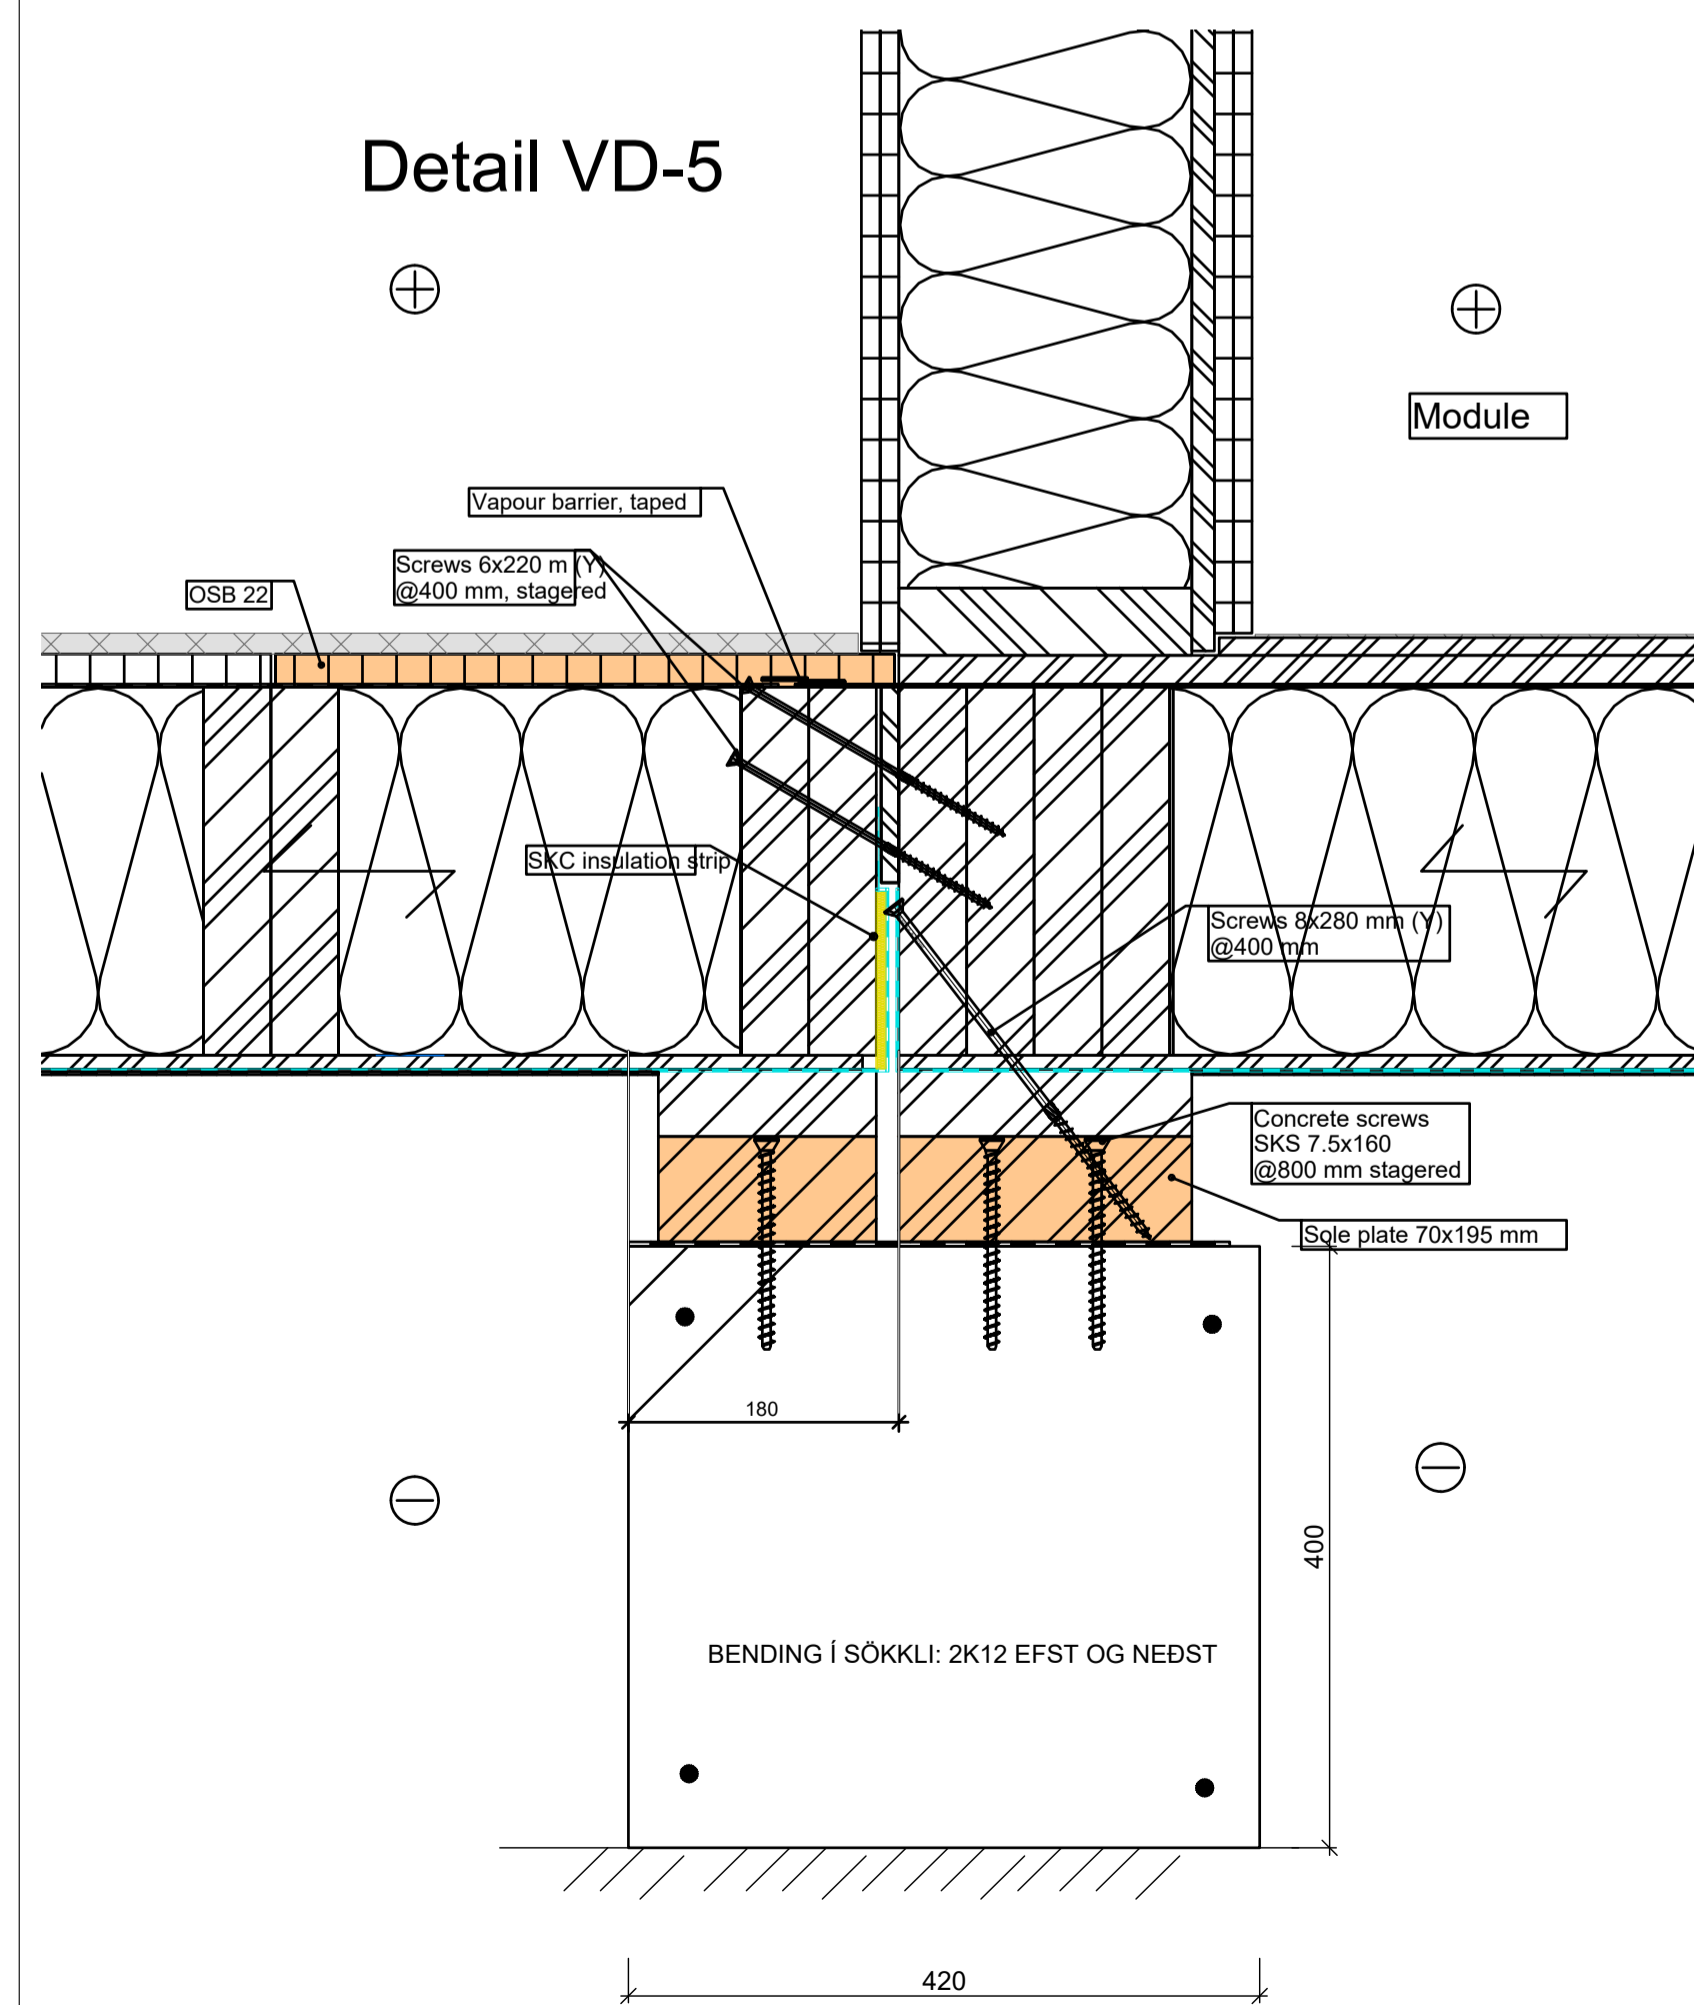 Detail VD-5
Module
Vapour barrier, taped
Screws 6x220 m (Y)
@400 mm, stagered
OSB 22
SKC insulation strip
Screws 8x280 mm (Y)
@400 mm
Concrete screws
SKS 7.5x160
@800 mm stagered
Sole plate 70x195 mm
180
400
BENDING Í SÖKKLI: 2K12 EFST OG NEÐST
420